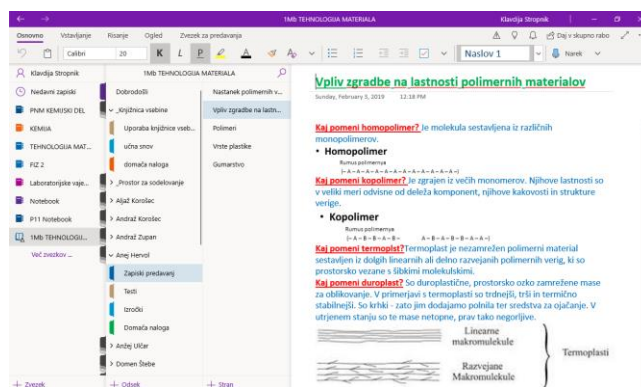 1Mb TEHNOLOGIJA MATERIALA
Klavdija Stropnik
Osnovno Vstavljanje Risanje Ogled Zvezek za predavanja
Daj v skupno rabo
Calibri 20 K L P A
Naslov 1
Narek
Klavdija Stropnik
1Mb TEHNOLOGIJA MATERIALA
Nedavni zapiski
PNM KEMIJSKI DEL
KEMIJA
TEHNOLOGIJA MAT...
FIZ 2
Laboratorijske vaje...
Notebook
P11 Notebook
1Mb TEHNOLOGIJ...
Več zvezkov ...
+ Zvezek
Dobrodošli
_Knjižnica vsebine
Uporaba knjižnice vseb...
učna snov
domača naloga
_Prostor za sodelovanje
Aljaž Korošec
Andraž Korošec
Andraž Zupan
Anej Hervol
Zapiski predavanj
Testi
Izročki
Domača naloga
Andej Ulčar
Domen Štebe
+ Odsek
Nastanek polimernih v...
Vpliv zgradbe na lastn...
Polimeri
Vrste plastike
Gumarstvo
+ Stran
Vpliv zgradbe na lastnosti polimernih materialov
Sunday, February 3, 2019 12:18 PM
Kaj pomeni homopolimer? Je molekula sestavljena iz različnih
monopolimerov.
• Homopolimer
Rumus polimernya
(-A-A-A-A-A-A-A-A-A-A-A-A-)
Kaj pomeni kopolimer? Je zgrajen iz večih monomerov. Njihove lastnosti so
v veliki meri odvisne od deleža komponent, njihove kakovosti in strukture
verige.
• Kopolimer
Rumus polimernya
(-A-B-B-A-B- A-B-A-B-A-A-)
Kaj pomeni termoplst? Termoplast je nezamrežen polimerni material
sestavljen iz dolgih linearnih ali delno razvejanih polimernih verig, ki so
prostorsko vezane s šibkimi molekulskimi.
Kaj pomeni duroplast? So duroplastične, prostorsko ozko zamrežene mase
za oblikovanje. V primerjavi s termoplasti so trdnejši, trši in termično
stabilnejši. So krhki - zato jim dodajamo polnila ter sredstva za ojačanje. V
utrjenem stanju so te mase netopne, prav tako negorljive.
Linearne
makromolekule
Razvejane
Makromolekule
Termoplasti